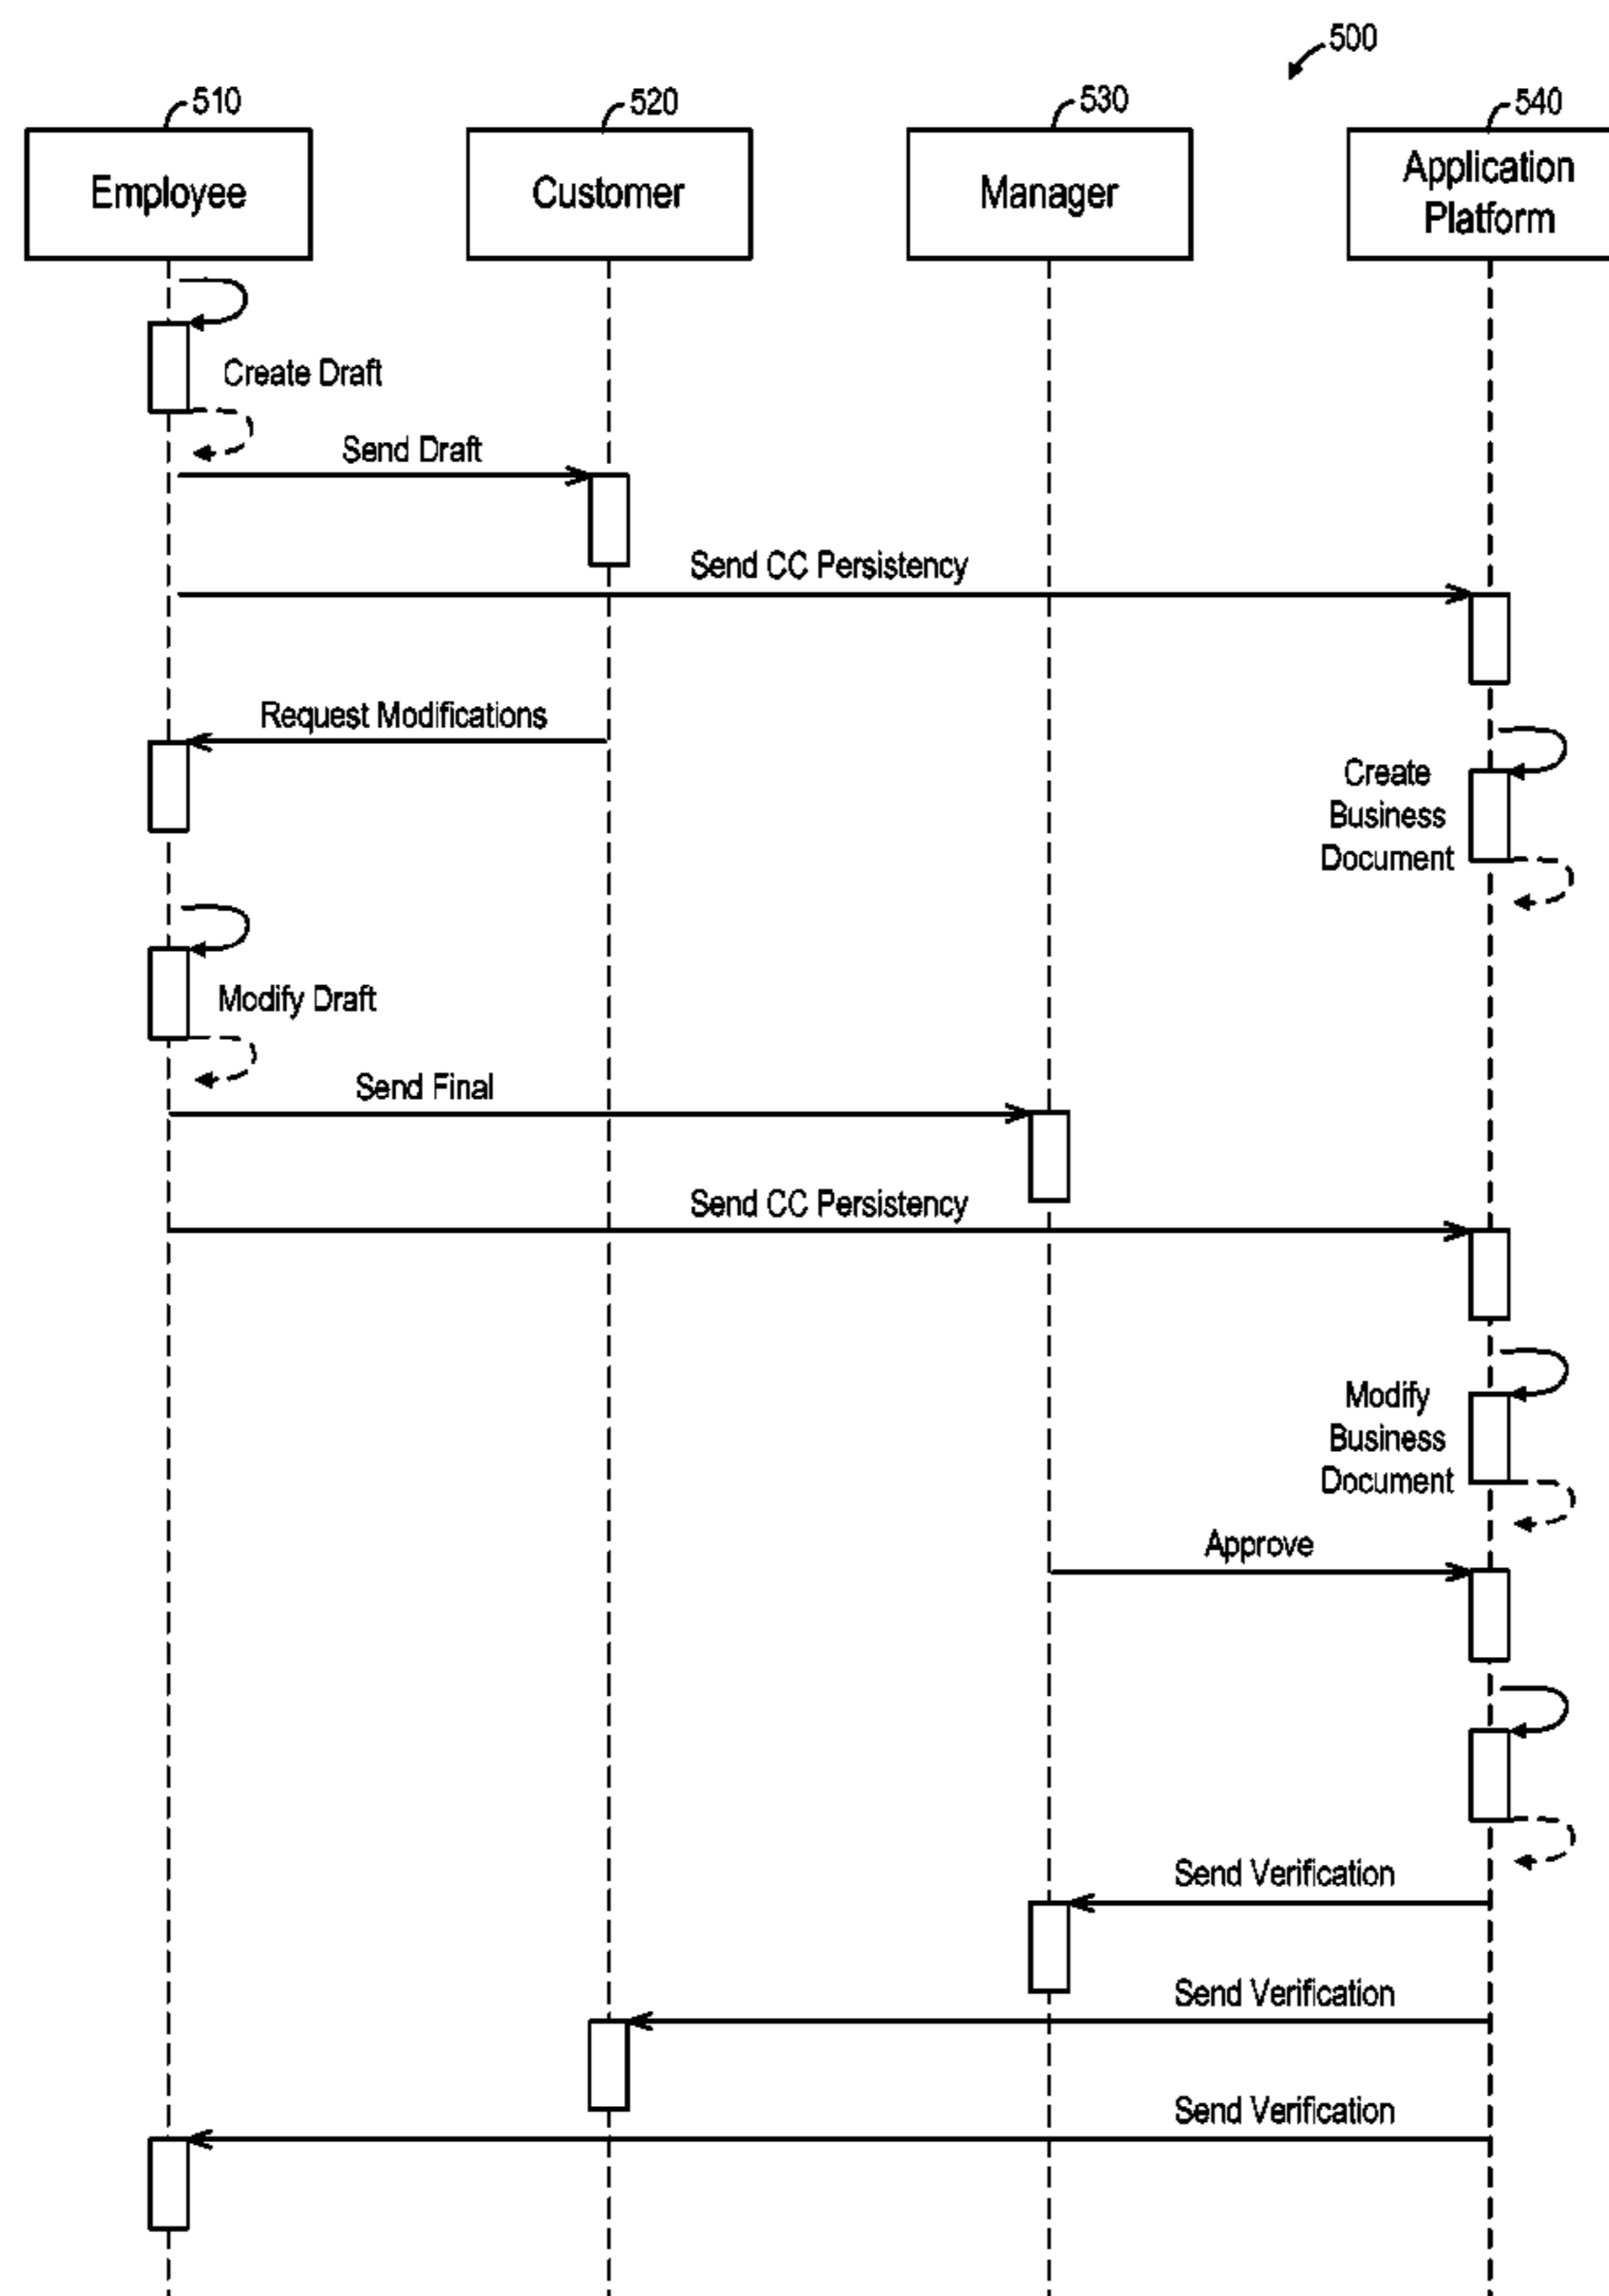 500
510
520
530
540
Employee
Customer
Manager
Application
Platform
Create Draft
Send Draft
Send CC Persistency
Request Modifications
Create
Business
Document
Modify Draft
Send Final
Send CC Persistency
Modify
Business
Document
Approve
Send Verification
Send Verification
Send Verification